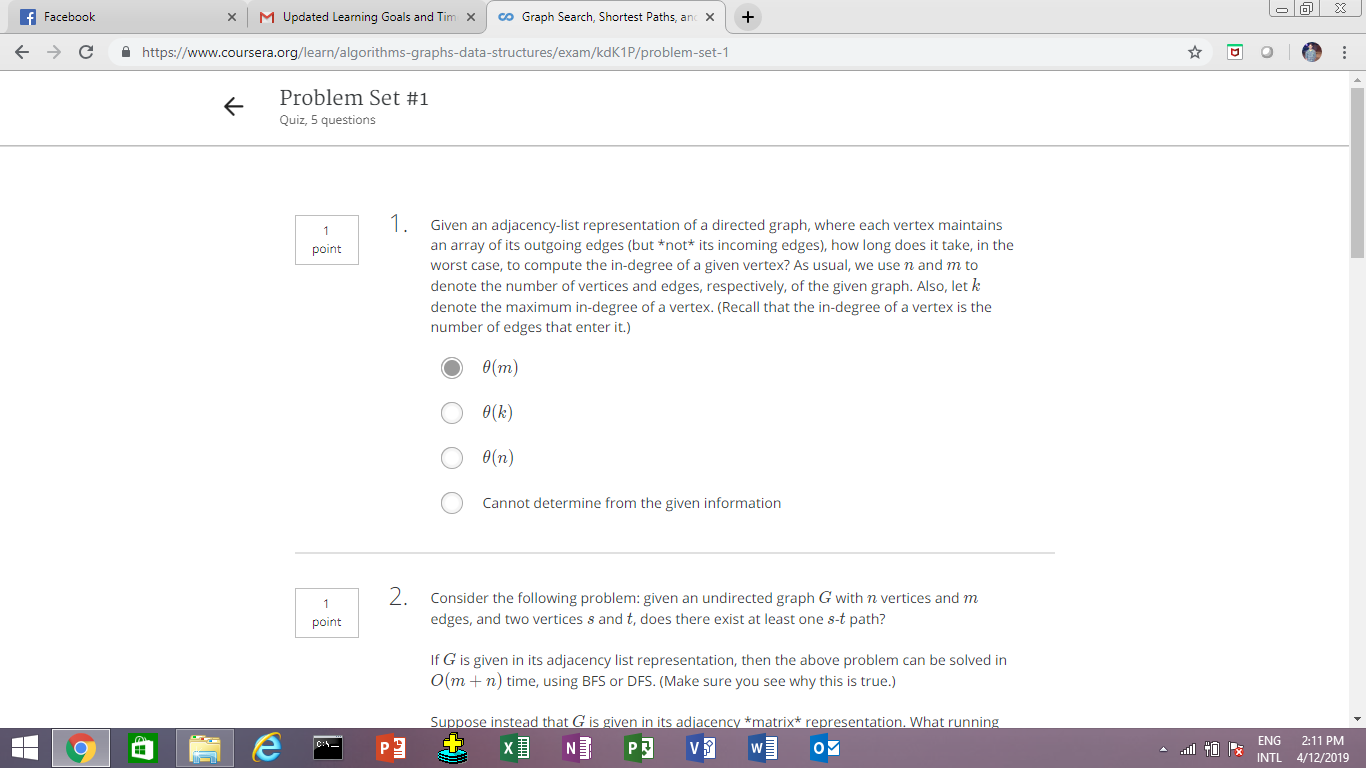 Facebook
Updated Learning Goals and Tim
Graph Search, Shortest Paths, an
https://www.coursera.org/learn/algorithms-graphs-data-structures/exam/kdK1P/problem-set-1
Problem Set #1
Quiz, 5 questions
1
point
1.
Given an adjacency-list representation of a directed graph, where each vertex maintains
an array of its outgoing edges (but *not* its incoming edges), how long does it take, in the
worst case, to compute the in-degree of a given vertex? As usual, we use n and m to
denote the number of vertices and edges, respectively, of the given graph. Also, let k
denote the maximum in-degree of a vertex. (Recall that the in-degree of a vertex is the
number of edges that enter it.)
θ(m)
θ(k)
θ(n)
Cannot determine from the given information
1
point
2.
Consider the following problem: given an undirected graph G with n vertices and m
edges, and two vertices s and t, does there exist at least one s-t path?
If G is given in its adjacency list representation, then the above problem can be solved in
O(m + n) time, using BFS or DFS. (Make sure you see why this is true.)
Suppose instead that G is given in its adjacency *matrix* representation. What running
ENG 2:11 PM
INTL 4/12/2019